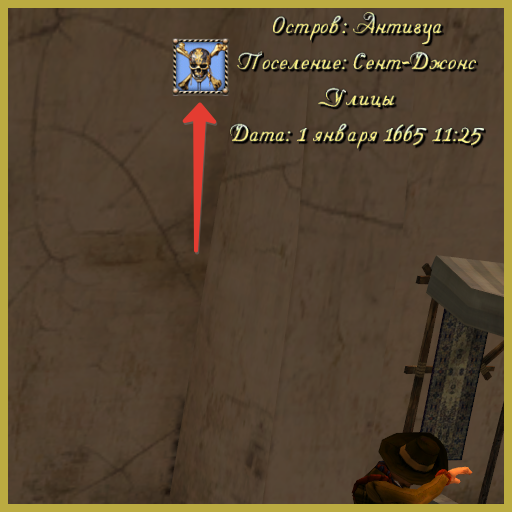 Остров: Антигуа
Поселение: Сент-Джонс
Улицы
Дата: 1 января 1665 11:25